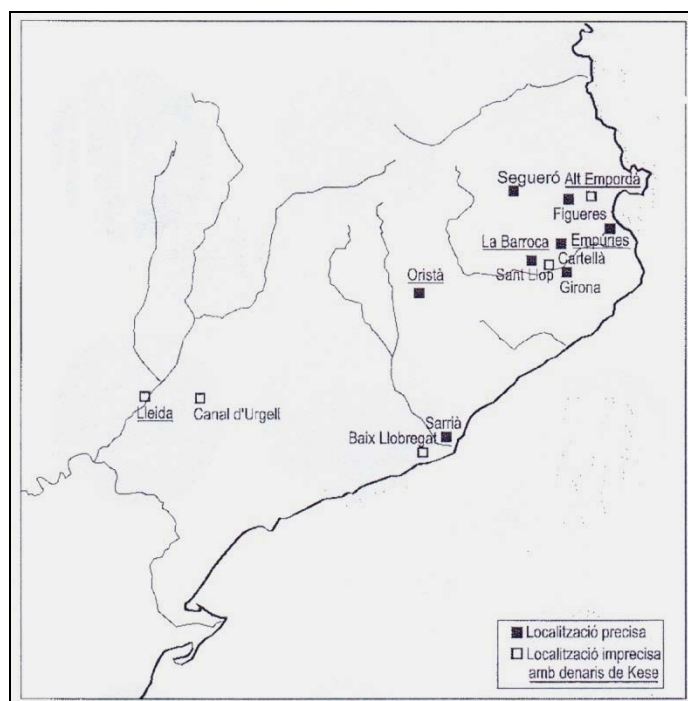 Segueró
Alt Empordà
Figueres
La Barroca
Empúries
Cartellà
Sant Llop
Oristà
Girona
Lleida
Canal d'Urgell
Sarrià
Baix Llobregat
Localització precisa
Localització imprecisa
amb denaris de Kese